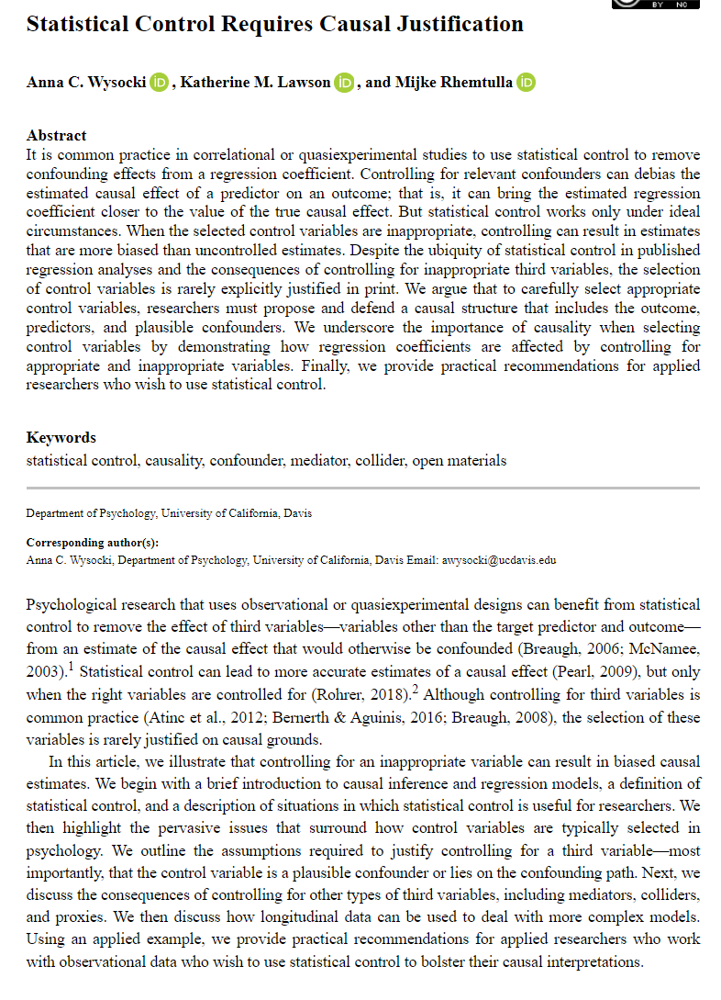 BY NC
Statistical Control Requires Causal Justification
Anna C. Wysocki iD , Katherine M. Lawson iD , and Mijke Rhemtulla iD
Abstract
It is common practice in correlational or quasiexperimental studies to use statistical control to remove
confounding effects from a regression coefficient. Controlling for relevant confounders can debias the
estimated causal effect of a predictor on an outcome; that is, it can bring the estimated regression
coefficient closer to the value of the true causal effect. But statistical control works only under ideal
circumstances. When the selected control variables are inappropriate, controlling can result in estimates
that are more biased than uncontrolled estimates. Despite the ubiquity of statistical control in published
regression analyses and the consequences of controlling for inappropriate third variables, the selection
of control variables is rarely explicitly justified in print. We argue that to carefully select appropriate
control variables, researchers must propose and defend a causal structure that includes the outcome,
predictors, and plausible confounders. We underscore the importance of causality when selecting
control variables by demonstrating how regression coefficients are affected by controlling for
appropriate and inappropriate variables. Finally, we provide practical recommendations for applied
researchers who wish to use statistical control.
Keywords
statistical control, causality, confounder, mediator, collider, open materials
Department of Psychology, University of California, Davis
Corresponding author(s):
Anna C. Wysocki, Department of Psychology, University of California, Davis Email: awysocki@ucdavis.edu
Psychological research that uses observational or quasiexperimental designs can benefit from statistical
control to remove the effect of third variables—variables other than the target predictor and outcome—
from an estimate of the causal effect that would otherwise be confounded (Breaugh, 2006; McNamee,
2003).1 Statistical control can lead to more accurate estimates of a causal effect (Pearl, 2009), but only
when the right variables are controlled for (Rohrer, 2018).2 Although controlling for third variables is
common practice (Atinc et al., 2012; Bernerth & Aguinis, 2016; Breaugh, 2008), the selection of these
variables is rarely justified on causal grounds.
In this article, we illustrate that controlling for an inappropriate variable can result in biased causal
estimates. We begin with a brief introduction to causal inference and regression models, a definition of
statistical control, and a description of situations in which statistical control is useful for researchers. We
then highlight the pervasive issues that surround how control variables are typically selected in
psychology. We outline the assumptions required to justify controlling for a third variable—most
importantly, that the control variable is a plausible confounder or lies on the confounding path. Next, we
discuss the consequences of controlling for other types of third variables, including mediators, colliders,
and proxies. We then discuss how longitudinal data can be used to deal with more complex models.
Using an applied example, we provide practical recommendations for applied researchers who work
with observational data who wish to use statistical control to bolster their causal interpretations.